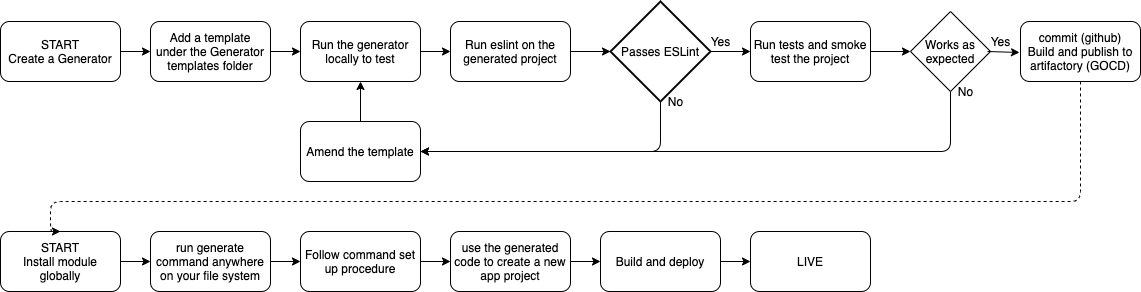 START
Create a Generator
Add a template
under the Generator
templates folder
Run the generator
locally to test
Run eslint on the
generated project
Passes ESLint
Yes
No
Run tests and smoke
test the project
Works as
expected
Yes
No
commit (github)
Build and publish to
artifactory (GOCD)
Amend the template
START
Install module
globally
run generate
command anywhere
on your file system
Follow command set
up procedure
use the generated
code to create a new
app project
Build and deploy
LIVE